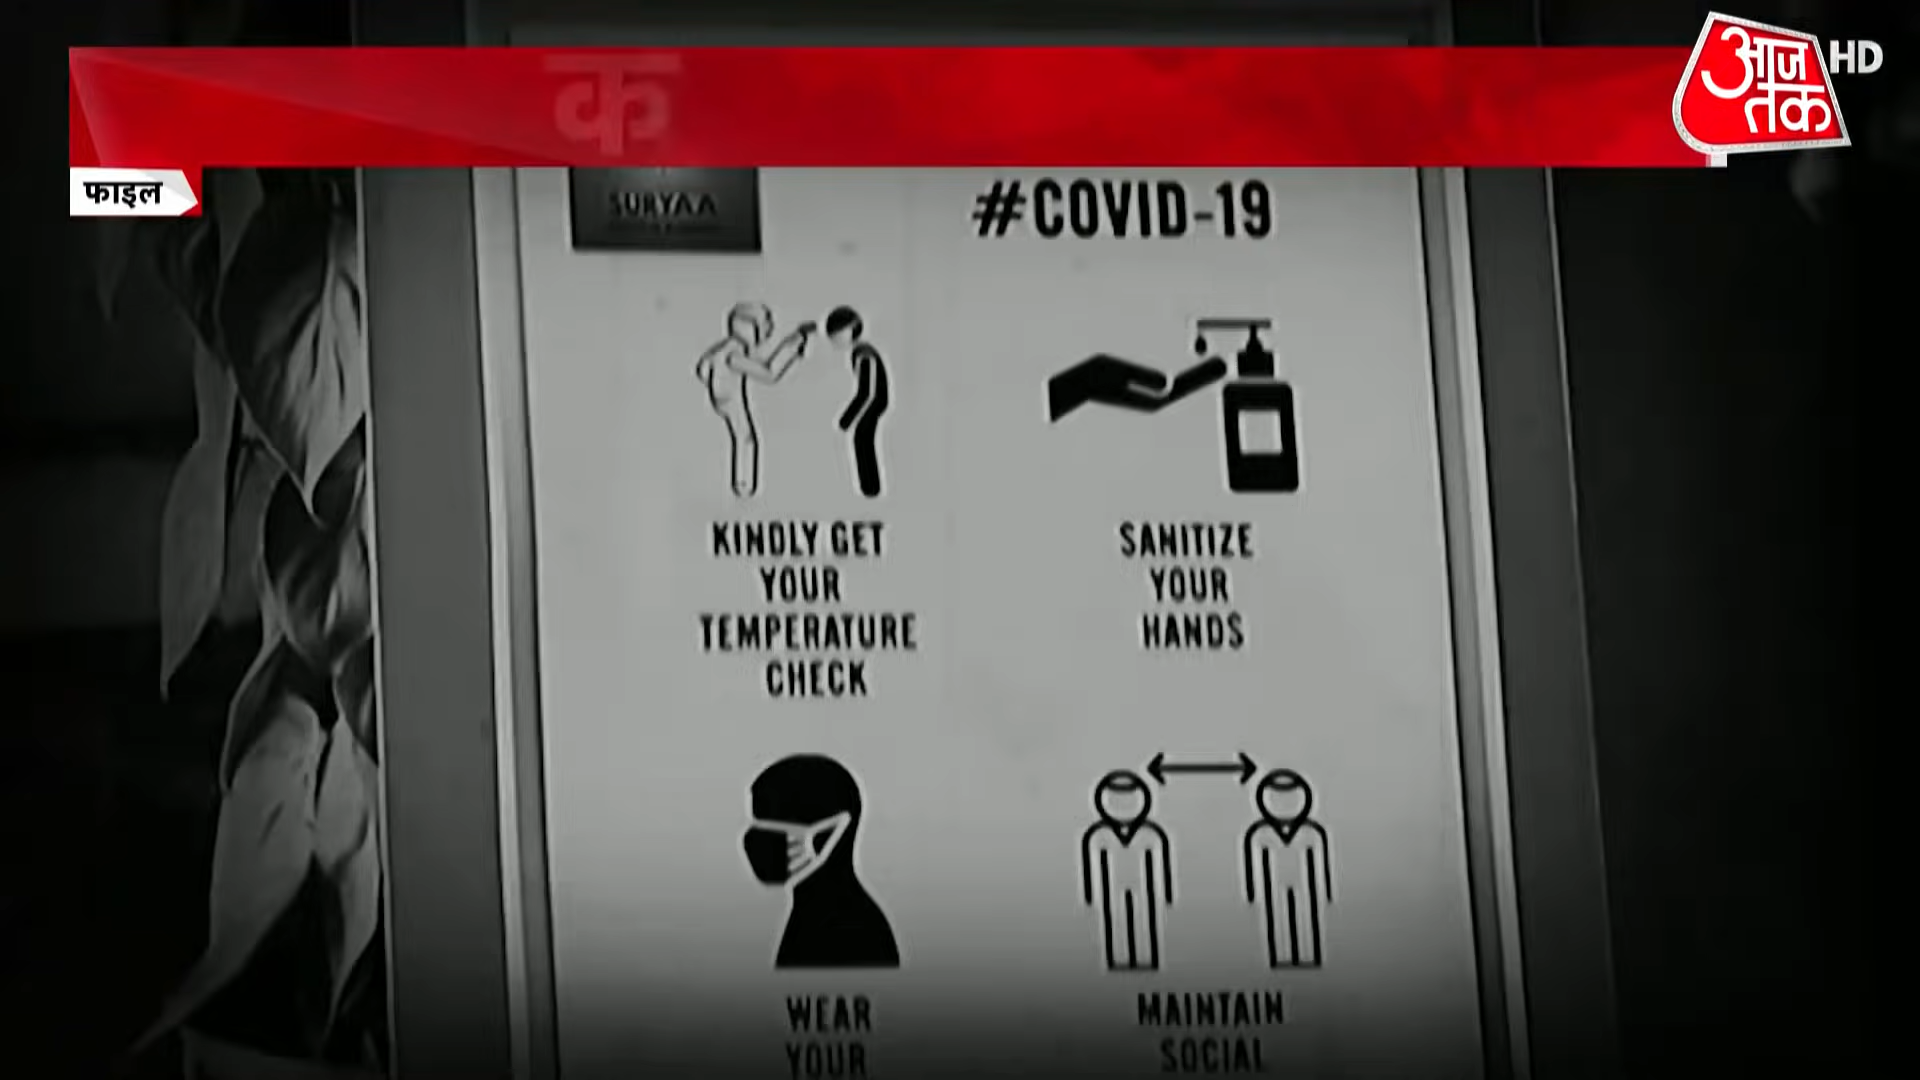 क
आज
तक
HD
फाइल
SURYAA
#COVID-19
KINDLY GET
YOUR
TEMPERATURE
CHECK
SANITIZE
YOUR
HANDS
WEAR
YOUR
MAINTAIN
SOCIAL